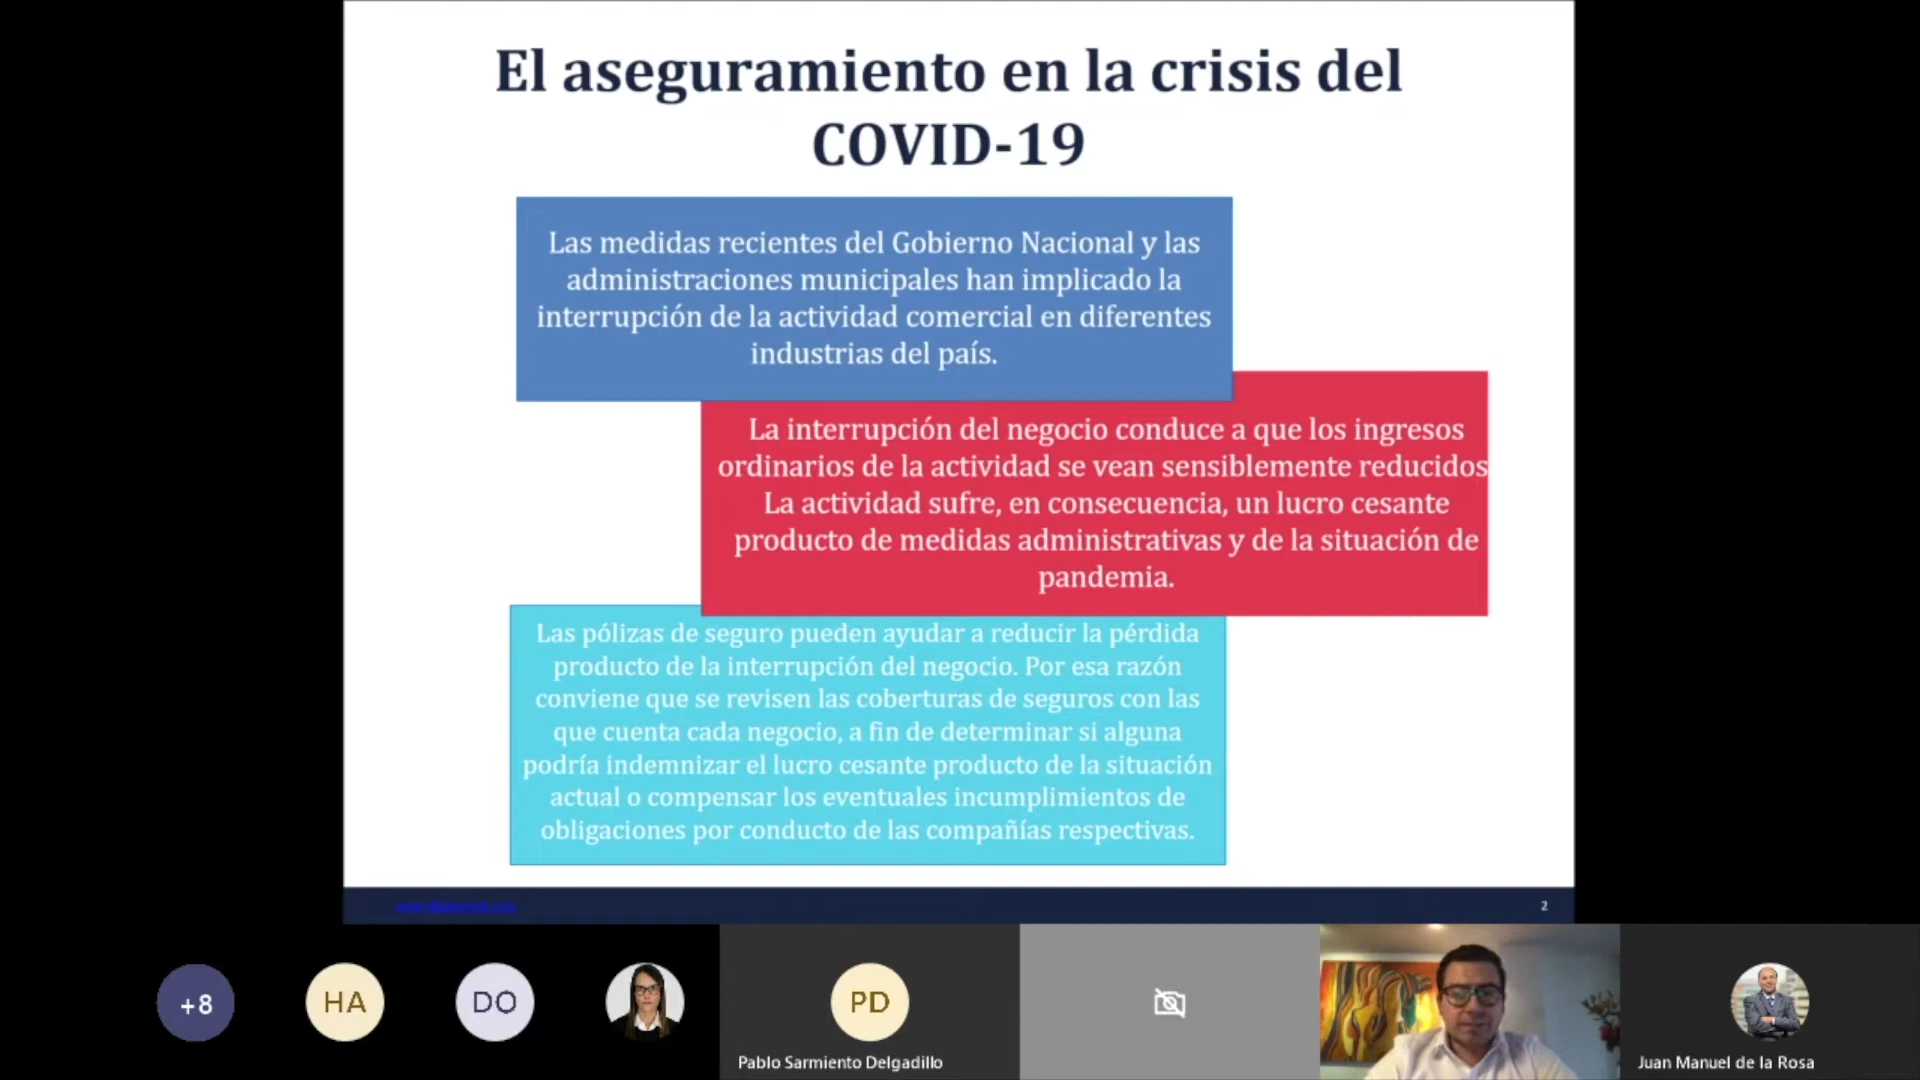 El aseguramiento en la crisis del
COVID-19
Las medidas recientes del Gobierno Nacional y las
administraciones municipales han implicado la
interrupción de la actividad comercial en diferentes
industrias del país.
La interrupción del negocio conduce a que los ingresos
ordinarios de la actividad se vean sensiblemente reducidos
La actividad sufre, en consecuencia, un lucro cesante
producto de medidas administrativas y de la situación de
pandemia.
Las pólizas de seguro pueden ayudar a reducir la pérdida
producto de la interrupción del negocio. Por esa razón
conviene que se revisen las coberturas de seguros con las
que cuenta cada negocio, a fin de determinar si alguna
podría indemnizar el lucro cesante producto de la situación
actual o compensar los eventuales incumplimientos de
obligaciones por conducto de las compañías respectivas.
2
+8
HA
DO
PD
Pablo Sarmiento Delgadillo
Juan Manuel de la Rosa